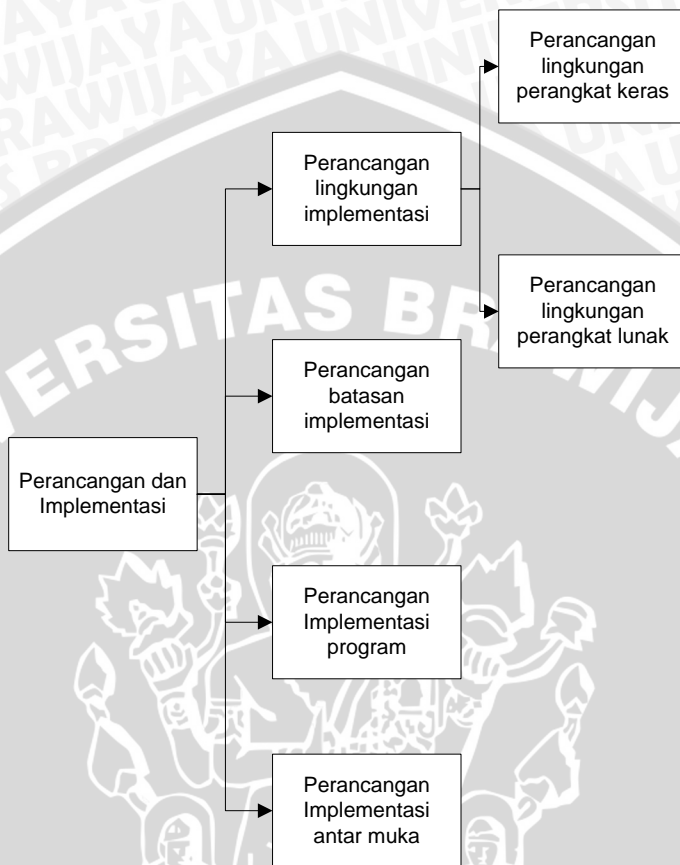 Perancangan
lingkungan
perangkat keras
Perancangan
lingkungan
implementasi
Perancangan
lingkungan
perangkat lunak
Perancangan
batasan
implementasi
Perancangan dan
Implementasi
Perancangan
Implementasi
program
Perancangan
Implementasi
antar muka